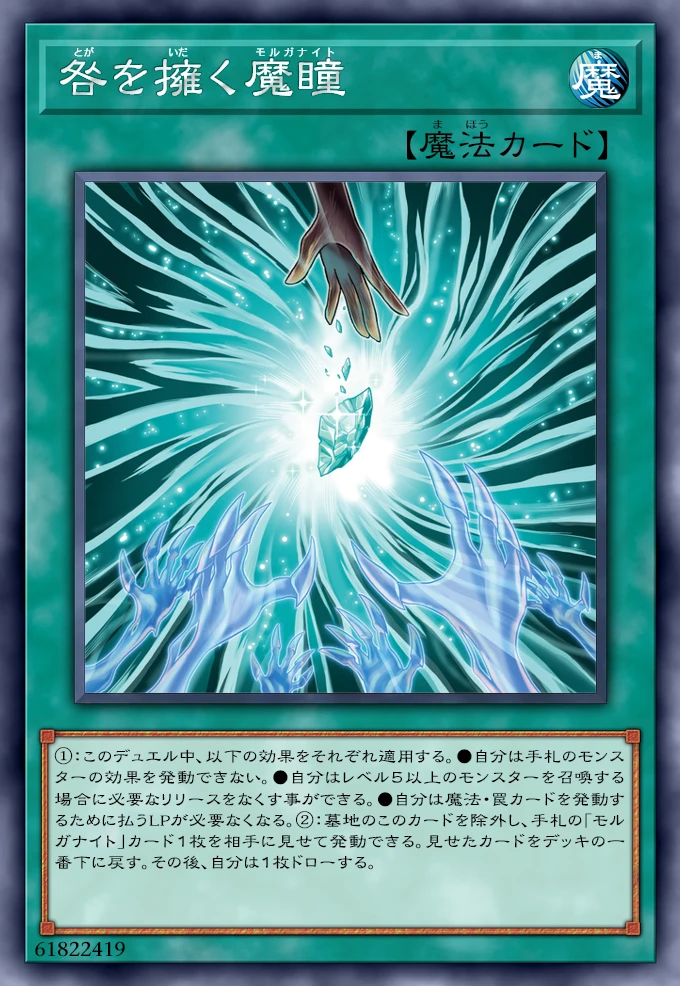 とが いだ モルガナイト
咎を擁く魔瞳
ま
魔
ま ほう
【魔法カード】
①：このデュエル中、以下の効果をそれぞれ適用する。●自分は手札のモンス
ターの効果を発動できない。●自分はレベル５以上のモンスターを召喚する
場合に必要なリリースをなくす事ができる。●自分は魔法・罠カードを発動す
るために払うLPが必要なくなる。②：墓地のこのカードを除外し、手札の「モル
ガナイト」カード１枚を相手に見せて発動できる。見せたカードをデッキの一
番下に戻す。その後、自分は１枚ドローする。
61822419